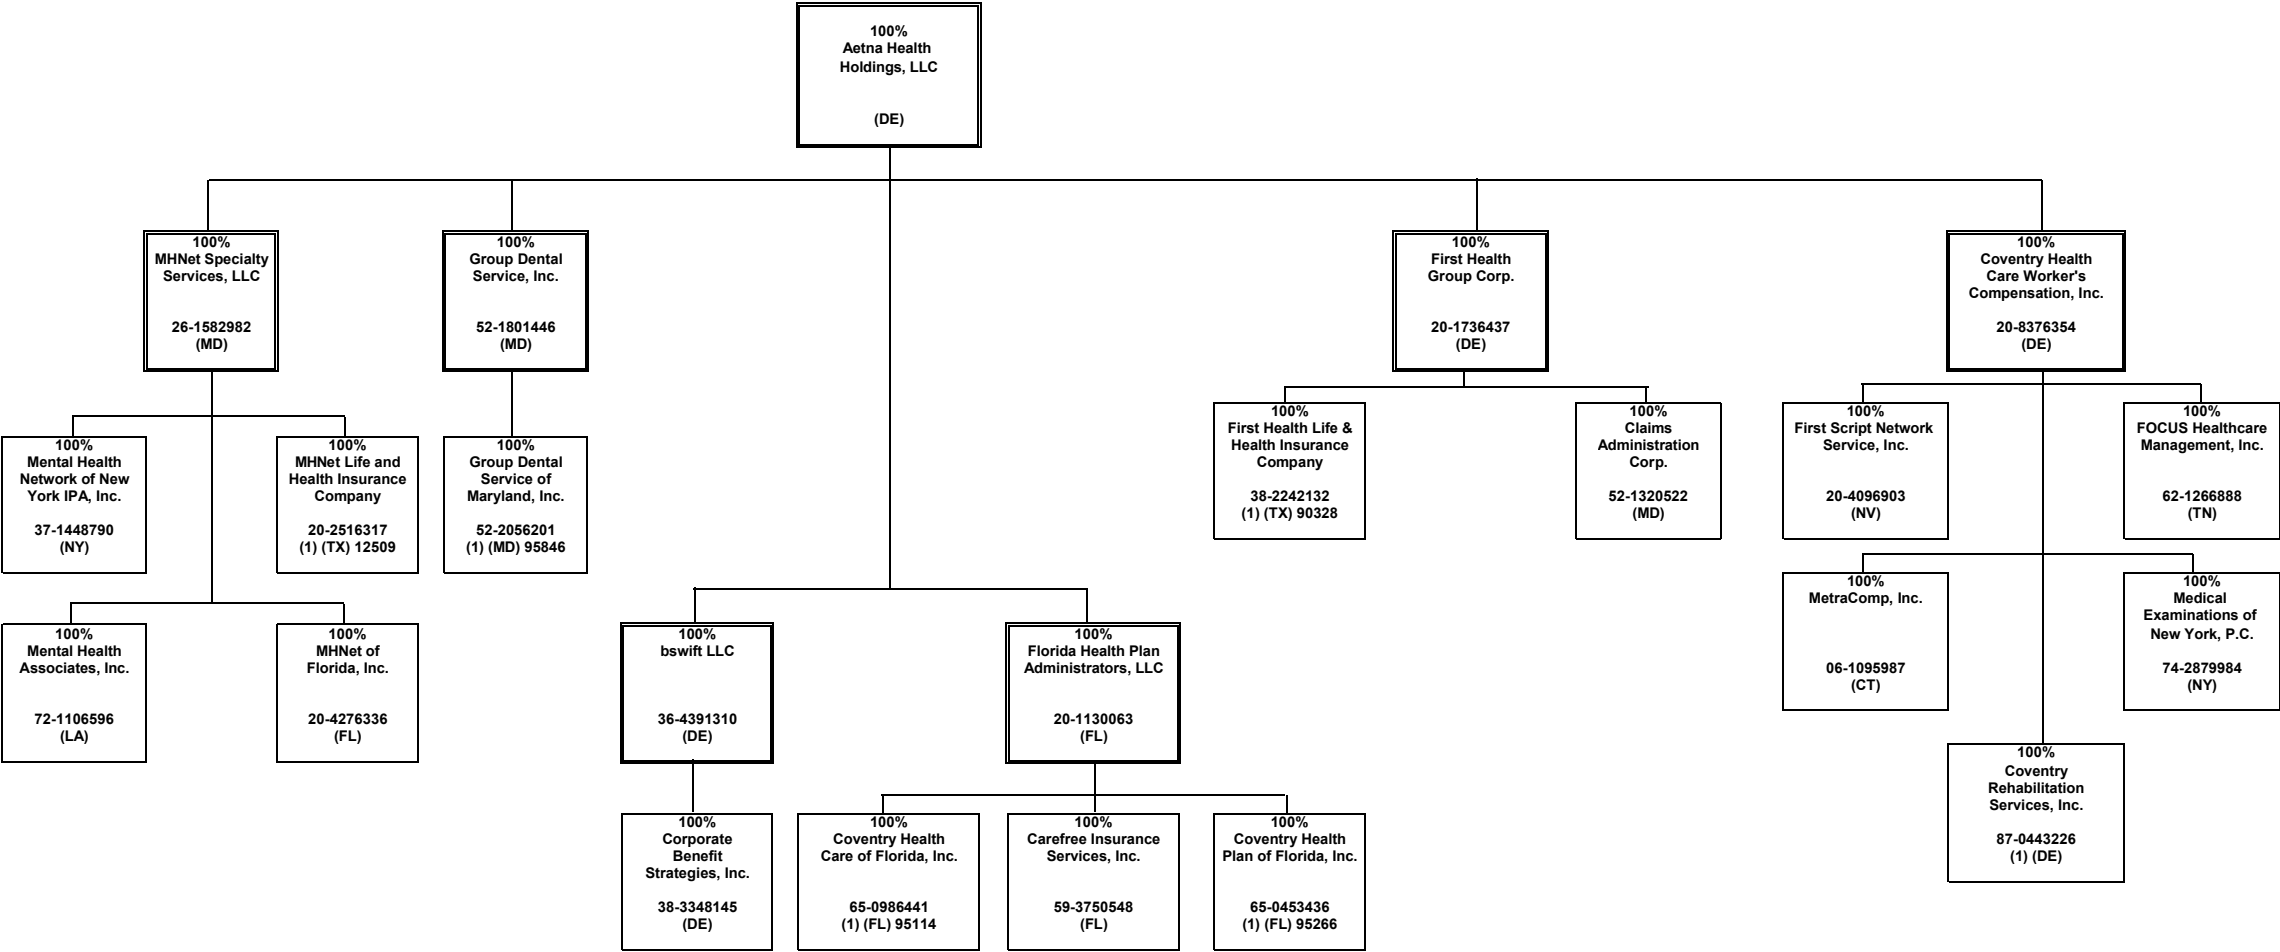 100%
Aetna Health
Holdings, LLC
(DE)
100%
MHNet Specialty
Services, LLC
26-1582982
(MD)
100%
Group Dental
Service, Inc.
52-1801446
(MD)
100%
First Health
Group Corp.
20-1736437
(DE)
100%
Coventry Health
Care Worker's
Compensation, Inc.
20-8376354
(DE)
100%
Mental Health
Network of New
York IPA, Inc.
37-1448790
(NY)
100%
MHNet Life and
Health Insurance
Company
20-2516317
(1) (TX) 12509
100%
Group Dental
Service of
Maryland, Inc.
52-2056201
(1) (MD) 95846
100%
First Health Life &
Health Insurance
Company
38-2242132
(1) (TX) 90328
100%
Claims
Administration
Corp.
52-1320522
(MD)
100%
First Script Network
Service, Inc.
20-4096903
(NV)
100%
FOCUS Healthcare
Management, Inc.
62-1266888
(TN)
100%
MetraComp, Inc.
06-1095987
(CT)
100%
Medical
Examinations of
New York, P.C.
74-2879984
(NY)
100%
Mental Health
Associates, Inc.
72-1106596
(LA)
100%
MHNet of
Florida, Inc.
20-4276336
(FL)
100%
bswift LLC
36-4391310
(DE)
100%
Florida Health Plan
Administrators, LLC
20-1130063
(FL)
100%
Coventry
Rehabilitation
Services, Inc.
87-0443226
(1) (DE)
100%
Corporate
Benefit
Strategies, Inc.
38-3348145
(DE)
100%
Coventry Health
Care of Florida, Inc.
65-0986441
(1) (FL) 95114
100%
Carefree Insurance
Services, Inc.
59-3750548
(FL)
100%
Coventry Health
Plan of Florida, Inc.
65-0453436
(1) (FL) 95266